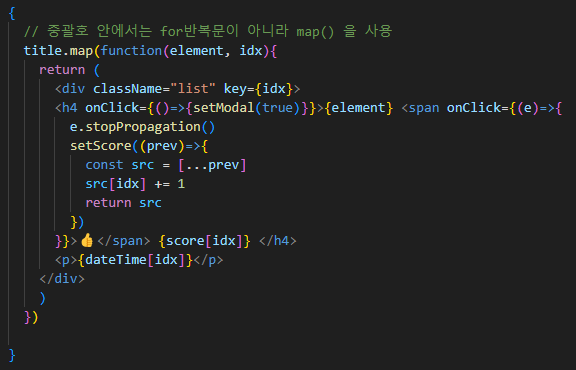 {
// 중괄호 안에서는 for반복문이 아니라 map() 을 사용
title.map(function(element, idx){
return (
<div className="list" key={idx}>
<h4 onClick={()=>{setModal(true)}}>{element} <span onClick={(e)=>{
e.stopPropagation()
setScore((prev)=>{
const src = [...prev]
src[idx] += 1
return src
})
}}>👍</span> {score[idx]} </h4>
<p>{dateTime[idx]}</p>
</div>
)
})
}